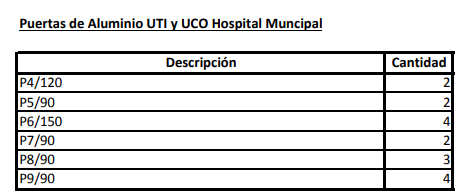 Puertas de Aluminio UTI y UCO Hospital Muncipal
Descripción Cantidad
P4/120 2
P5/90 2
P6/150 4
P7/90 2
P8/90 3
P9/90 4